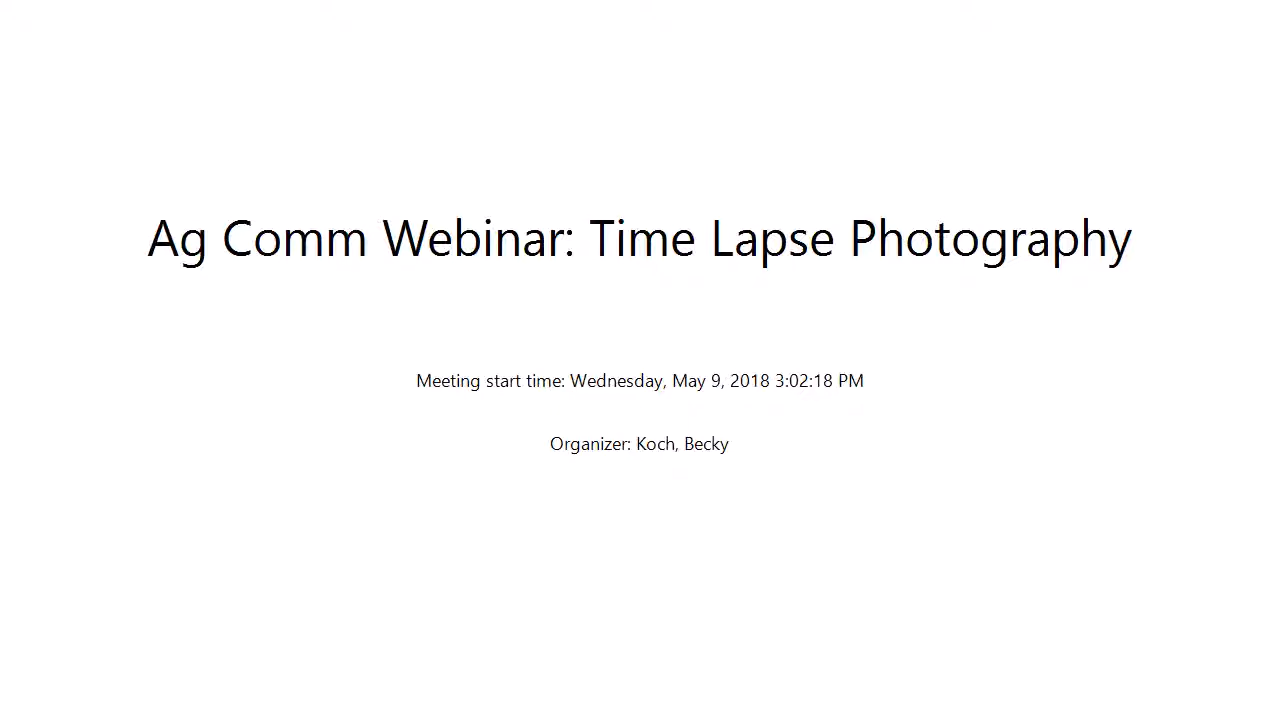 Ag Comm Webinar: Time Lapse Photography
Meeting start time: Wednesday, May 9, 2018 3:02:18 PM
Organizer: Koch, Becky